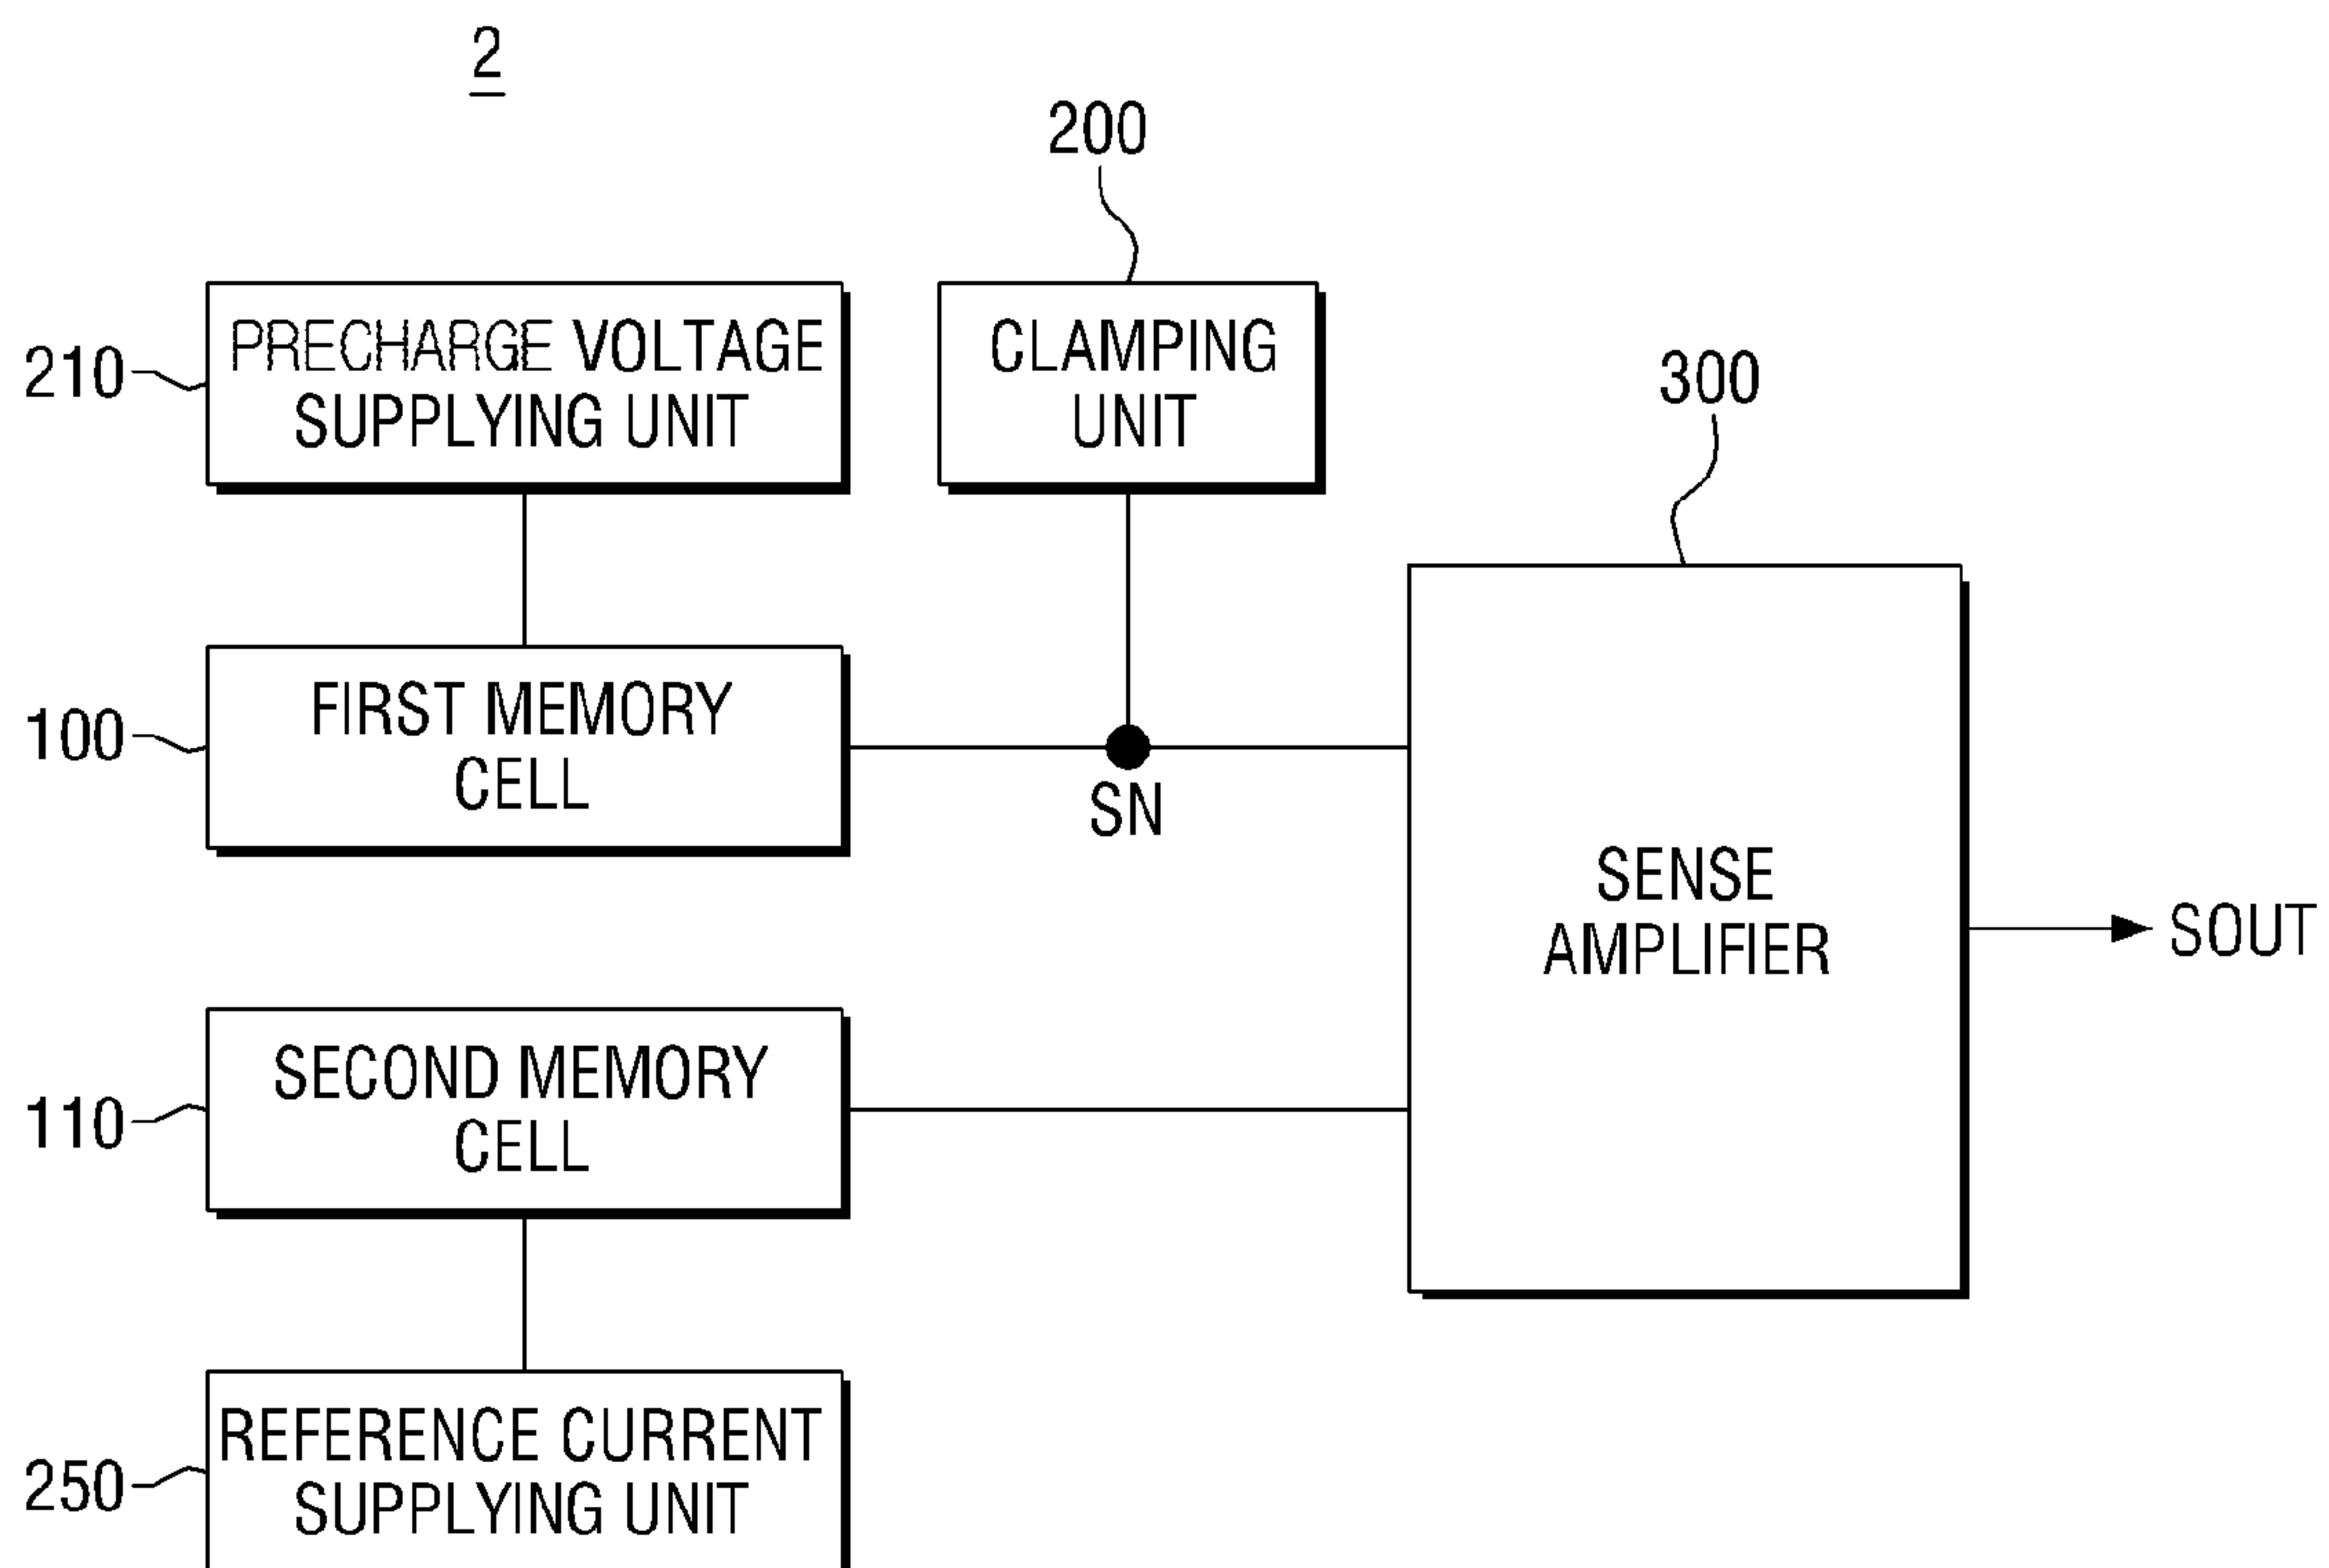 2
200
210
PRECHARGE VOLTAGE
SUPPLYING UNIT
CLAMPING
UNIT
300
100
FIRST MEMORY
CELL
SN
SENSE
AMPLIFIER
SOUT
110
SECOND MEMORY
CELL
250
REFERENCE CURRENT
SUPPLYING UNIT